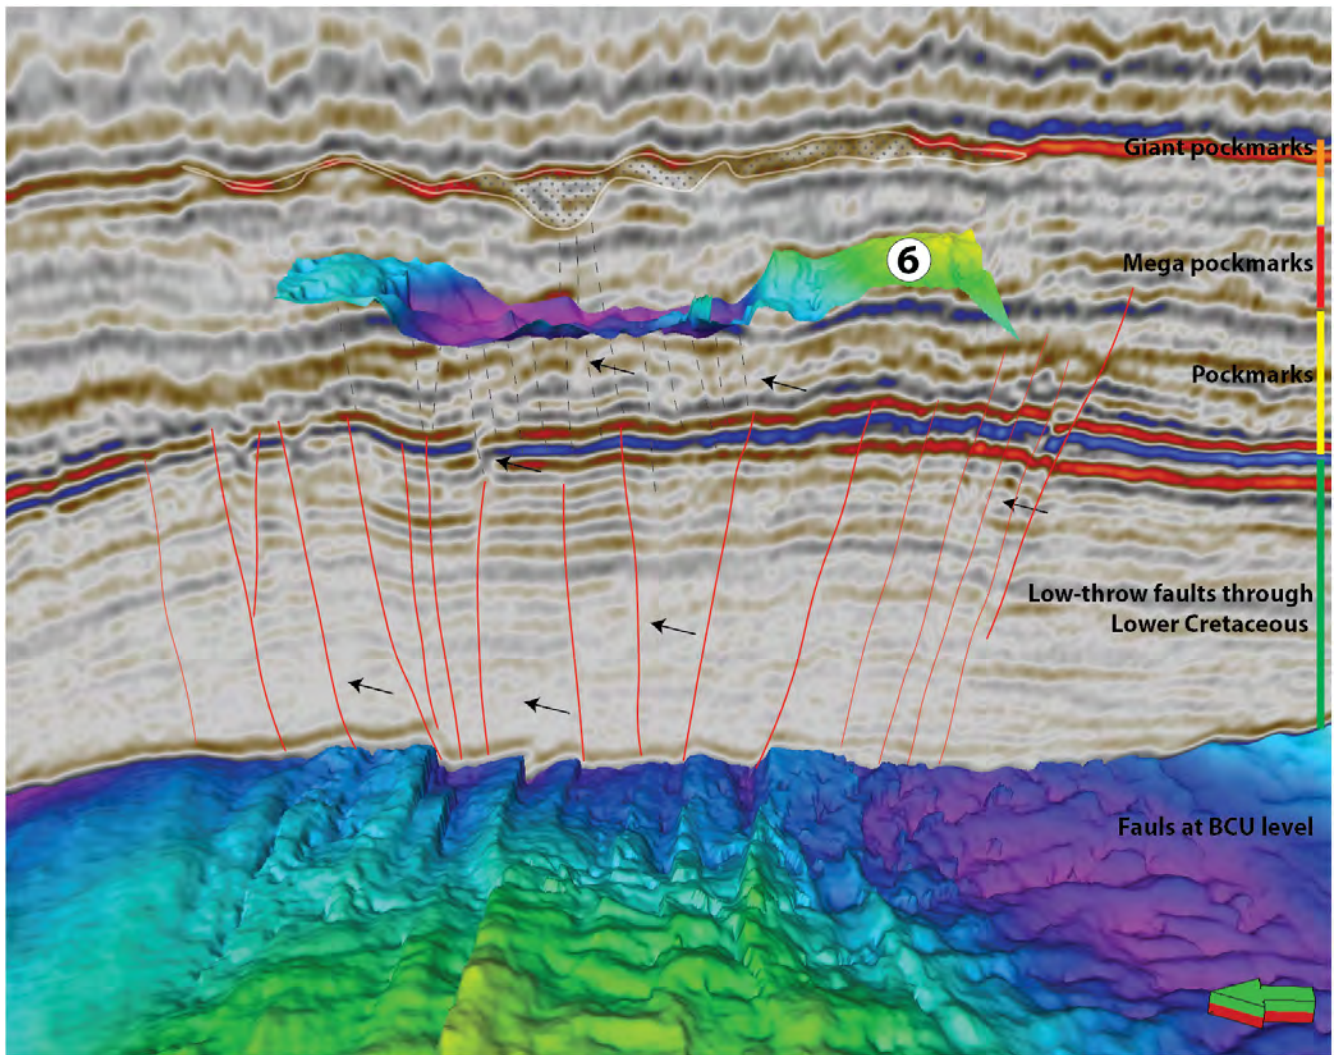 Giant pockmarks
6
Mega pockmarks
Pockmarks
Low-throw faults through
Lower Cretaceous
Fauls at BCU level